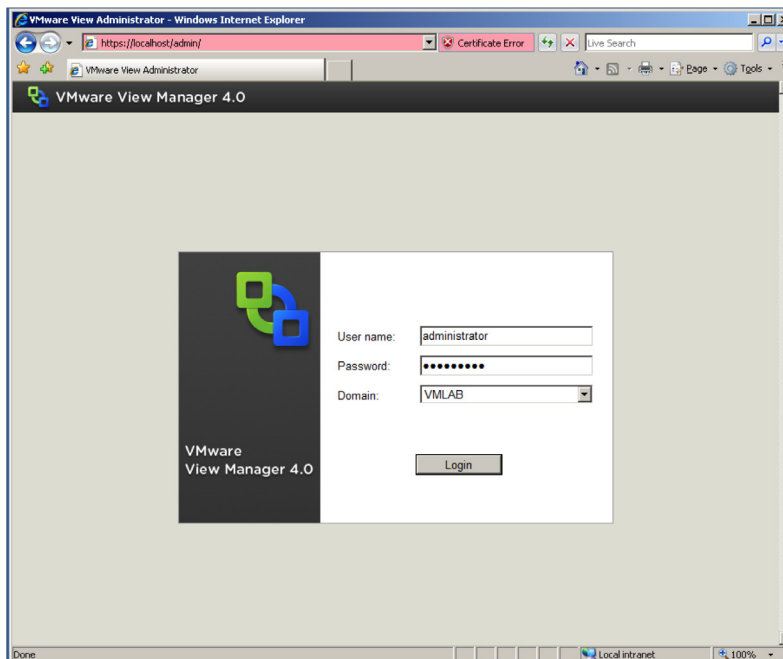 VMware View Administrator - Windows Internet Explorer
https://localhost/admin/
Certificate Error
Live Search
VMware View Administrator
Page
Tools
VMware View Manager 4.0
User name: administrator
Password: •••••••••
Domain: VMLAB
VMware
View Manager 4.0
Login
Done
Local intranet
100%